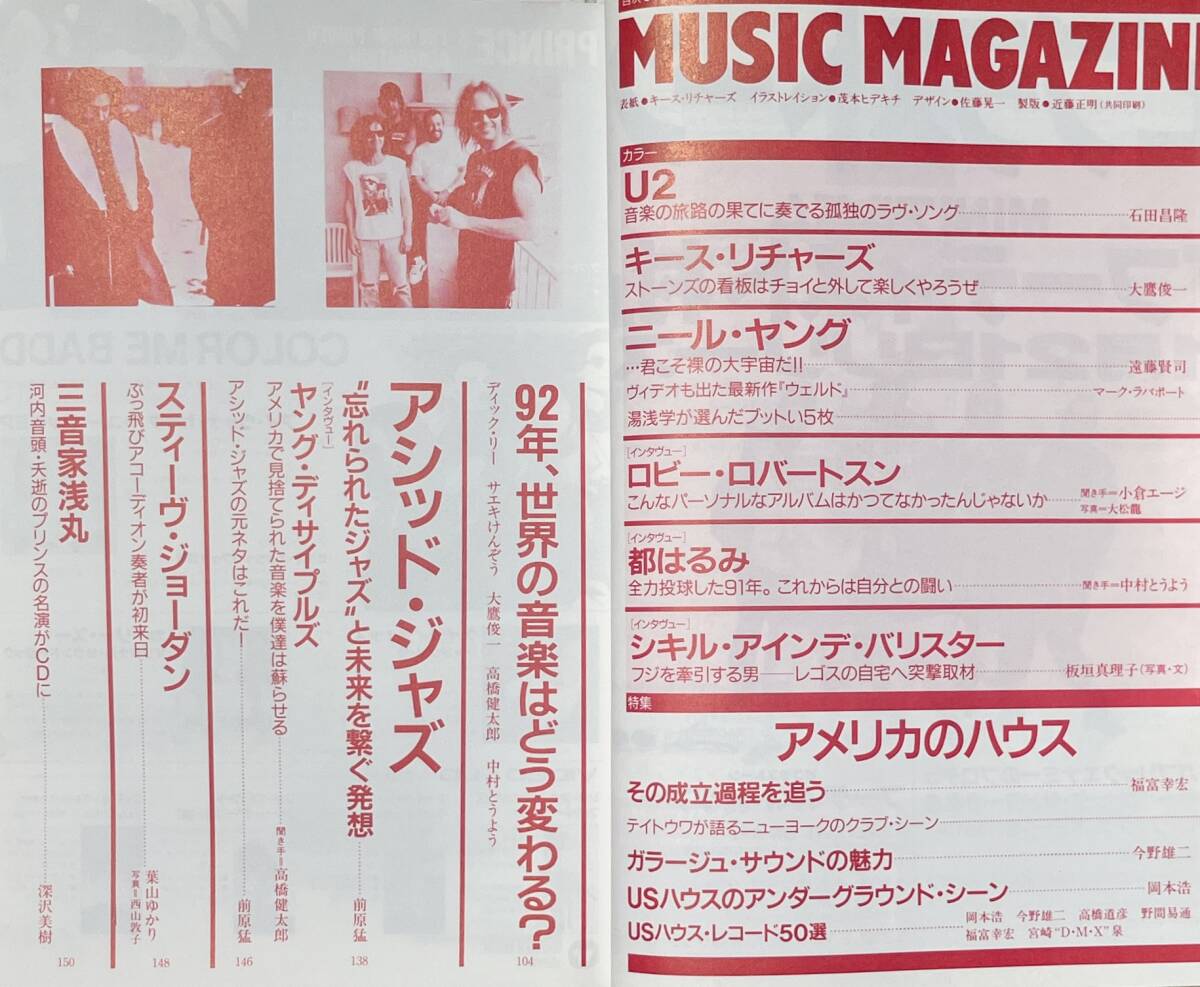 MUSIC MAGAZIN
表紙●キース・リチャーズ イラストレイション●茂本ヒデキチ デザイン●佐藤晃一 製版●近藤正明(共同印刷)
カラー
U2
音楽の旅路の果てに奏でる孤独のラヴ・ソング 石田昌隆
キース・リチャーズ
ストーンズの看板はチョイと外して楽しくやろうぜ 大鷹俊一
ニール・ヤング
…君こそ裸の大宇宙だ!! 遠藤賢司
ヴィデオも出た最新作『ウェルド』 マーク・ラパポート
湯浅学が選んだブットい5枚
[インタヴュー]
ロビー・ロバートスン
こんなパーソナルなアルバムはかつてなかったんじゃないか 聞き手=小倉エージ
写真=大松龍
[インタヴュー]
都はるみ
全力投球した91年。これからは自分との闘い 聞き手=中村とうよう
[インタヴュー]
シキル・アインデ・バリスター
フジを牽引する男——レゴスの自宅へ突撃取材 板垣真理子(写真・文)
特集
アメリカのハウス
その成立過程を追う 福富幸宏
テイトウワが語るニューヨークのクラブ・シーン
ガラージュ・サウンドの魅力 今野雄二
USハウスのアンダーグラウンド・シーン 岡本浩
USハウス・レコード50選 岡本浩 今野雄二 高橋道彦 野間易通
福富幸宏 宮崎"D・M・X"泉
PRINCE
COLOR ME BADD
92年、世界の音楽はどう変わる? 104
ディック・リー サエキけんぞう 大鷹俊一 高橋健太郎 中村とうよう
アシッド・ジャズ
"忘れられたジャズ"と未来を繋ぐ発想 前原猛 138
[インタヴュー]
ヤング・ディサイプルズ
アメリカで見捨てられた音楽を僕達は蘇らせる 聞き手=高橋健太郎
アシッド・ジャズの元ネタはこれだー! 前原猛 146
スティーヴ・ジョーダン
ぶっ飛びアコーディオン奏者が初来日 葉山ゆかり
写真=西山敦子 148
三音家浅丸
河内音頭・夭逝のプリンスの名演がCDに 深沢美樹 150